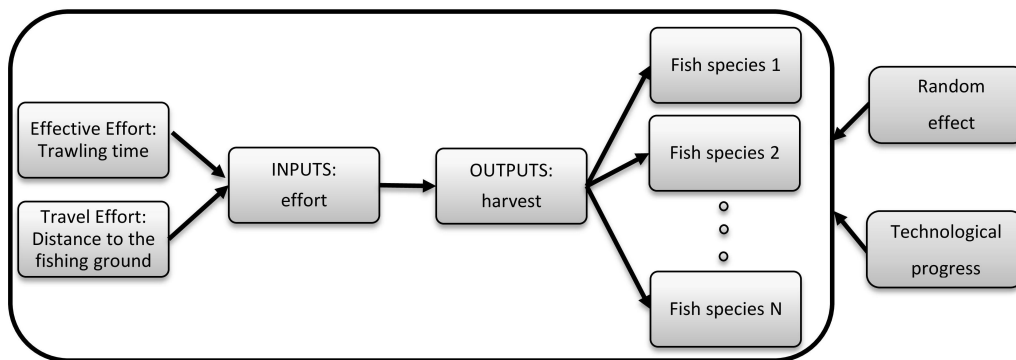 Effective Effort:
Trawling time
Travel Effort:
Distance to the
fishing ground
INPUTS:
effort
OUTPUTS:
harvest
Fish species 1
Fish species 2
Fish species N
Random
effect
Technological
progress